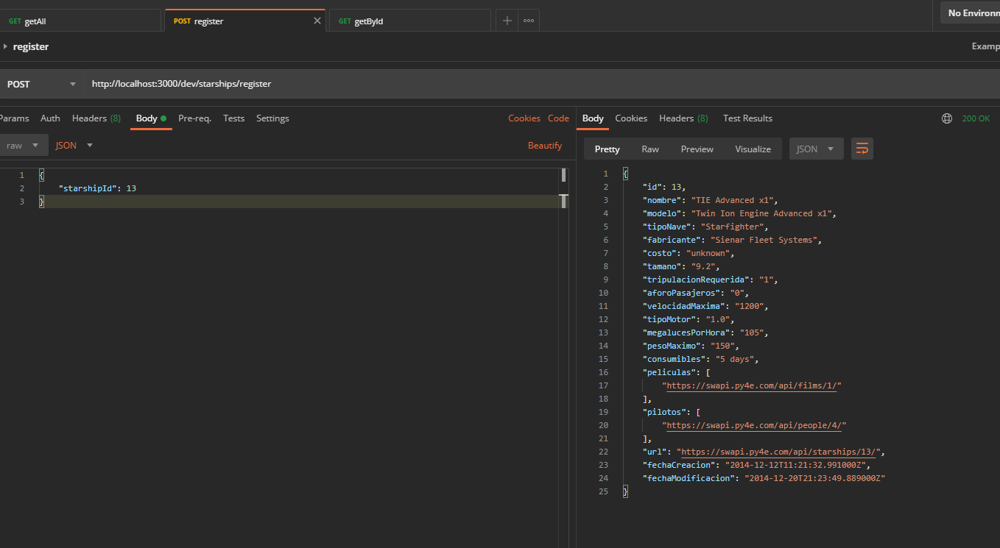 GET getAll
POST register
GET getById
No Environm
register
Examp
POST
http://localhost:3000/dev/starships/register
Params Auth Headers (8) Body Pre-req. Tests Settings
Cookies Code
raw JSON
Beautify
1 {
2 "starshipId": 13
3 }
Body Cookies Headers (8) Test Results
200 OK
Pretty Raw Preview Visualize JSON
1 {
2 "id": 13,
3 "nombre": "TIE Advanced x1",
4 "modelo": "Twin Ion Engine Advanced x1",
5 "tipoNave": "Starfighter",
6 "fabricante": "Sienar Fleet Systems",
7 "costo": "unknown",
8 "tamano": "9.2",
9 "tripulacionRequerida": "1",
10 "aforoPasajeros": "0",
11 "velocidadMaxima": "1200",
12 "tipoMotor": "1.0",
13 "megalucesPorHora": "105",
14 "pesoMaximo": "150",
15 "consumibles": "5 days",
16 "peliculas": [
17 "https://swapi.py4e.com/api/films/1/"
18 ],
19 "pilotos": [
20 "https://swapi.py4e.com/api/people/4/"
21 ],
22 "url": "https://swapi.py4e.com/api/starships/13/",
23 "fechaCreacion": "2014-12-12T11:21:32.991000Z",
24 "fechaModificacion": "2014-12-20T21:23:49.889000Z"
25 }